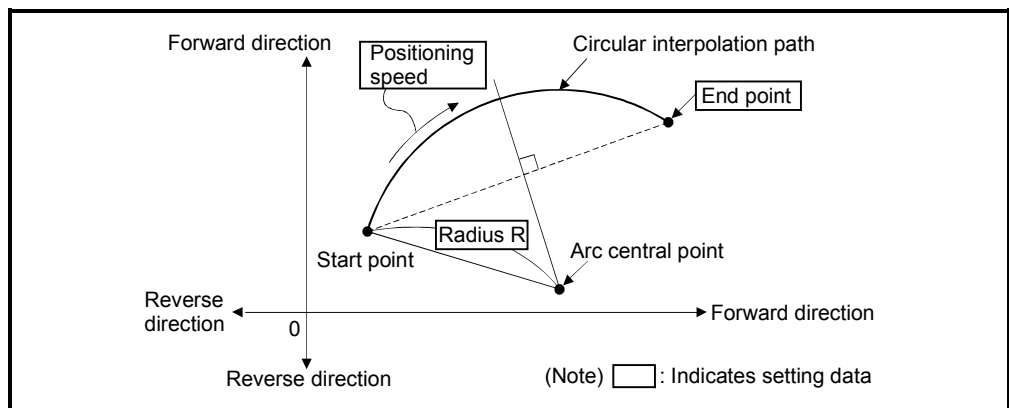 Forward direction
Positioning
speed
Circular interpolation path
End point
Radius R
Start point
Arc central point
Reverse
direction
0
Forward direction
Reverse direction
(Note) : Indicates setting data